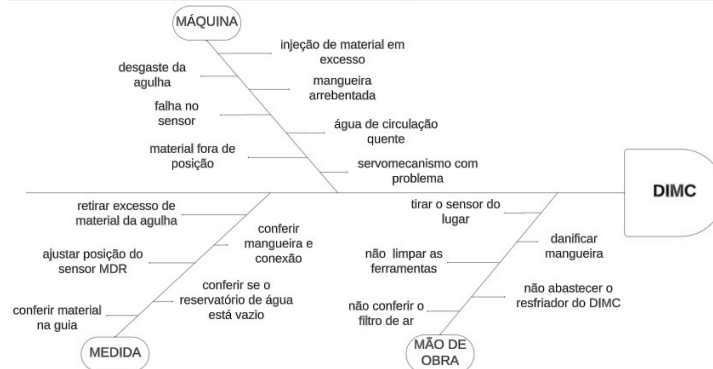 MÁQUINA
injeção de material em
excesso
desgaste da
agulha
mangueira
arrebentada
falha no
sensor
água de circulação
quente
material fora de
posição
servomecanismo com
problema
DIMC
retirar excesso de
material da agulha
conferir
mangueira e
conexão
ajustar posição do
sensor MDR
conferir se o
reservatório de água
está vazio
conferir material
na guia
MEDIDA
tirar o sensor do
lugar
danificar
mangueira
não limpar as
ferramentas
não abastecer o
resfriador do DIMC
não conferir o
filtro de ar
MÃO DE
OBRA